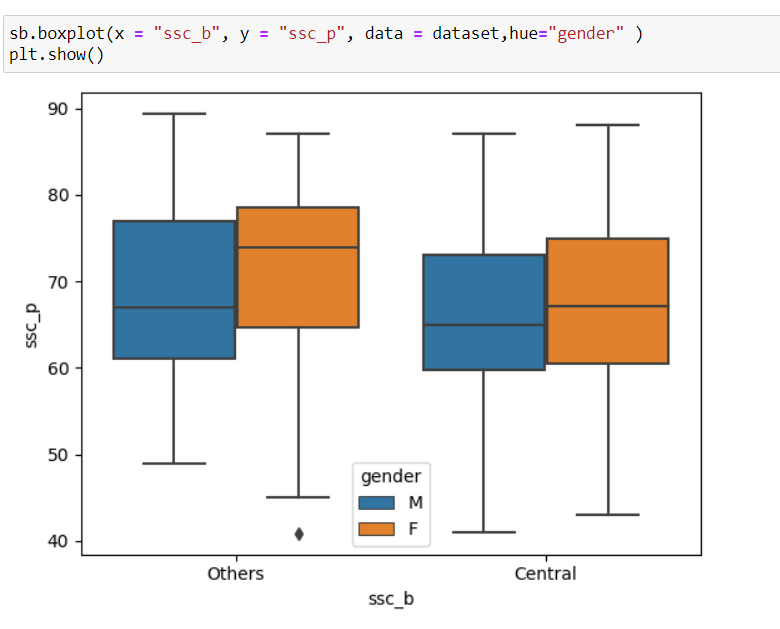 sb.boxplot(x = "ssc_b", y = "ssc_p", data = dataset,hue="gender" )
plt.show()
90
80
70
60
50
40
ssc_p
gender
M
F
Others Central
ssc_b